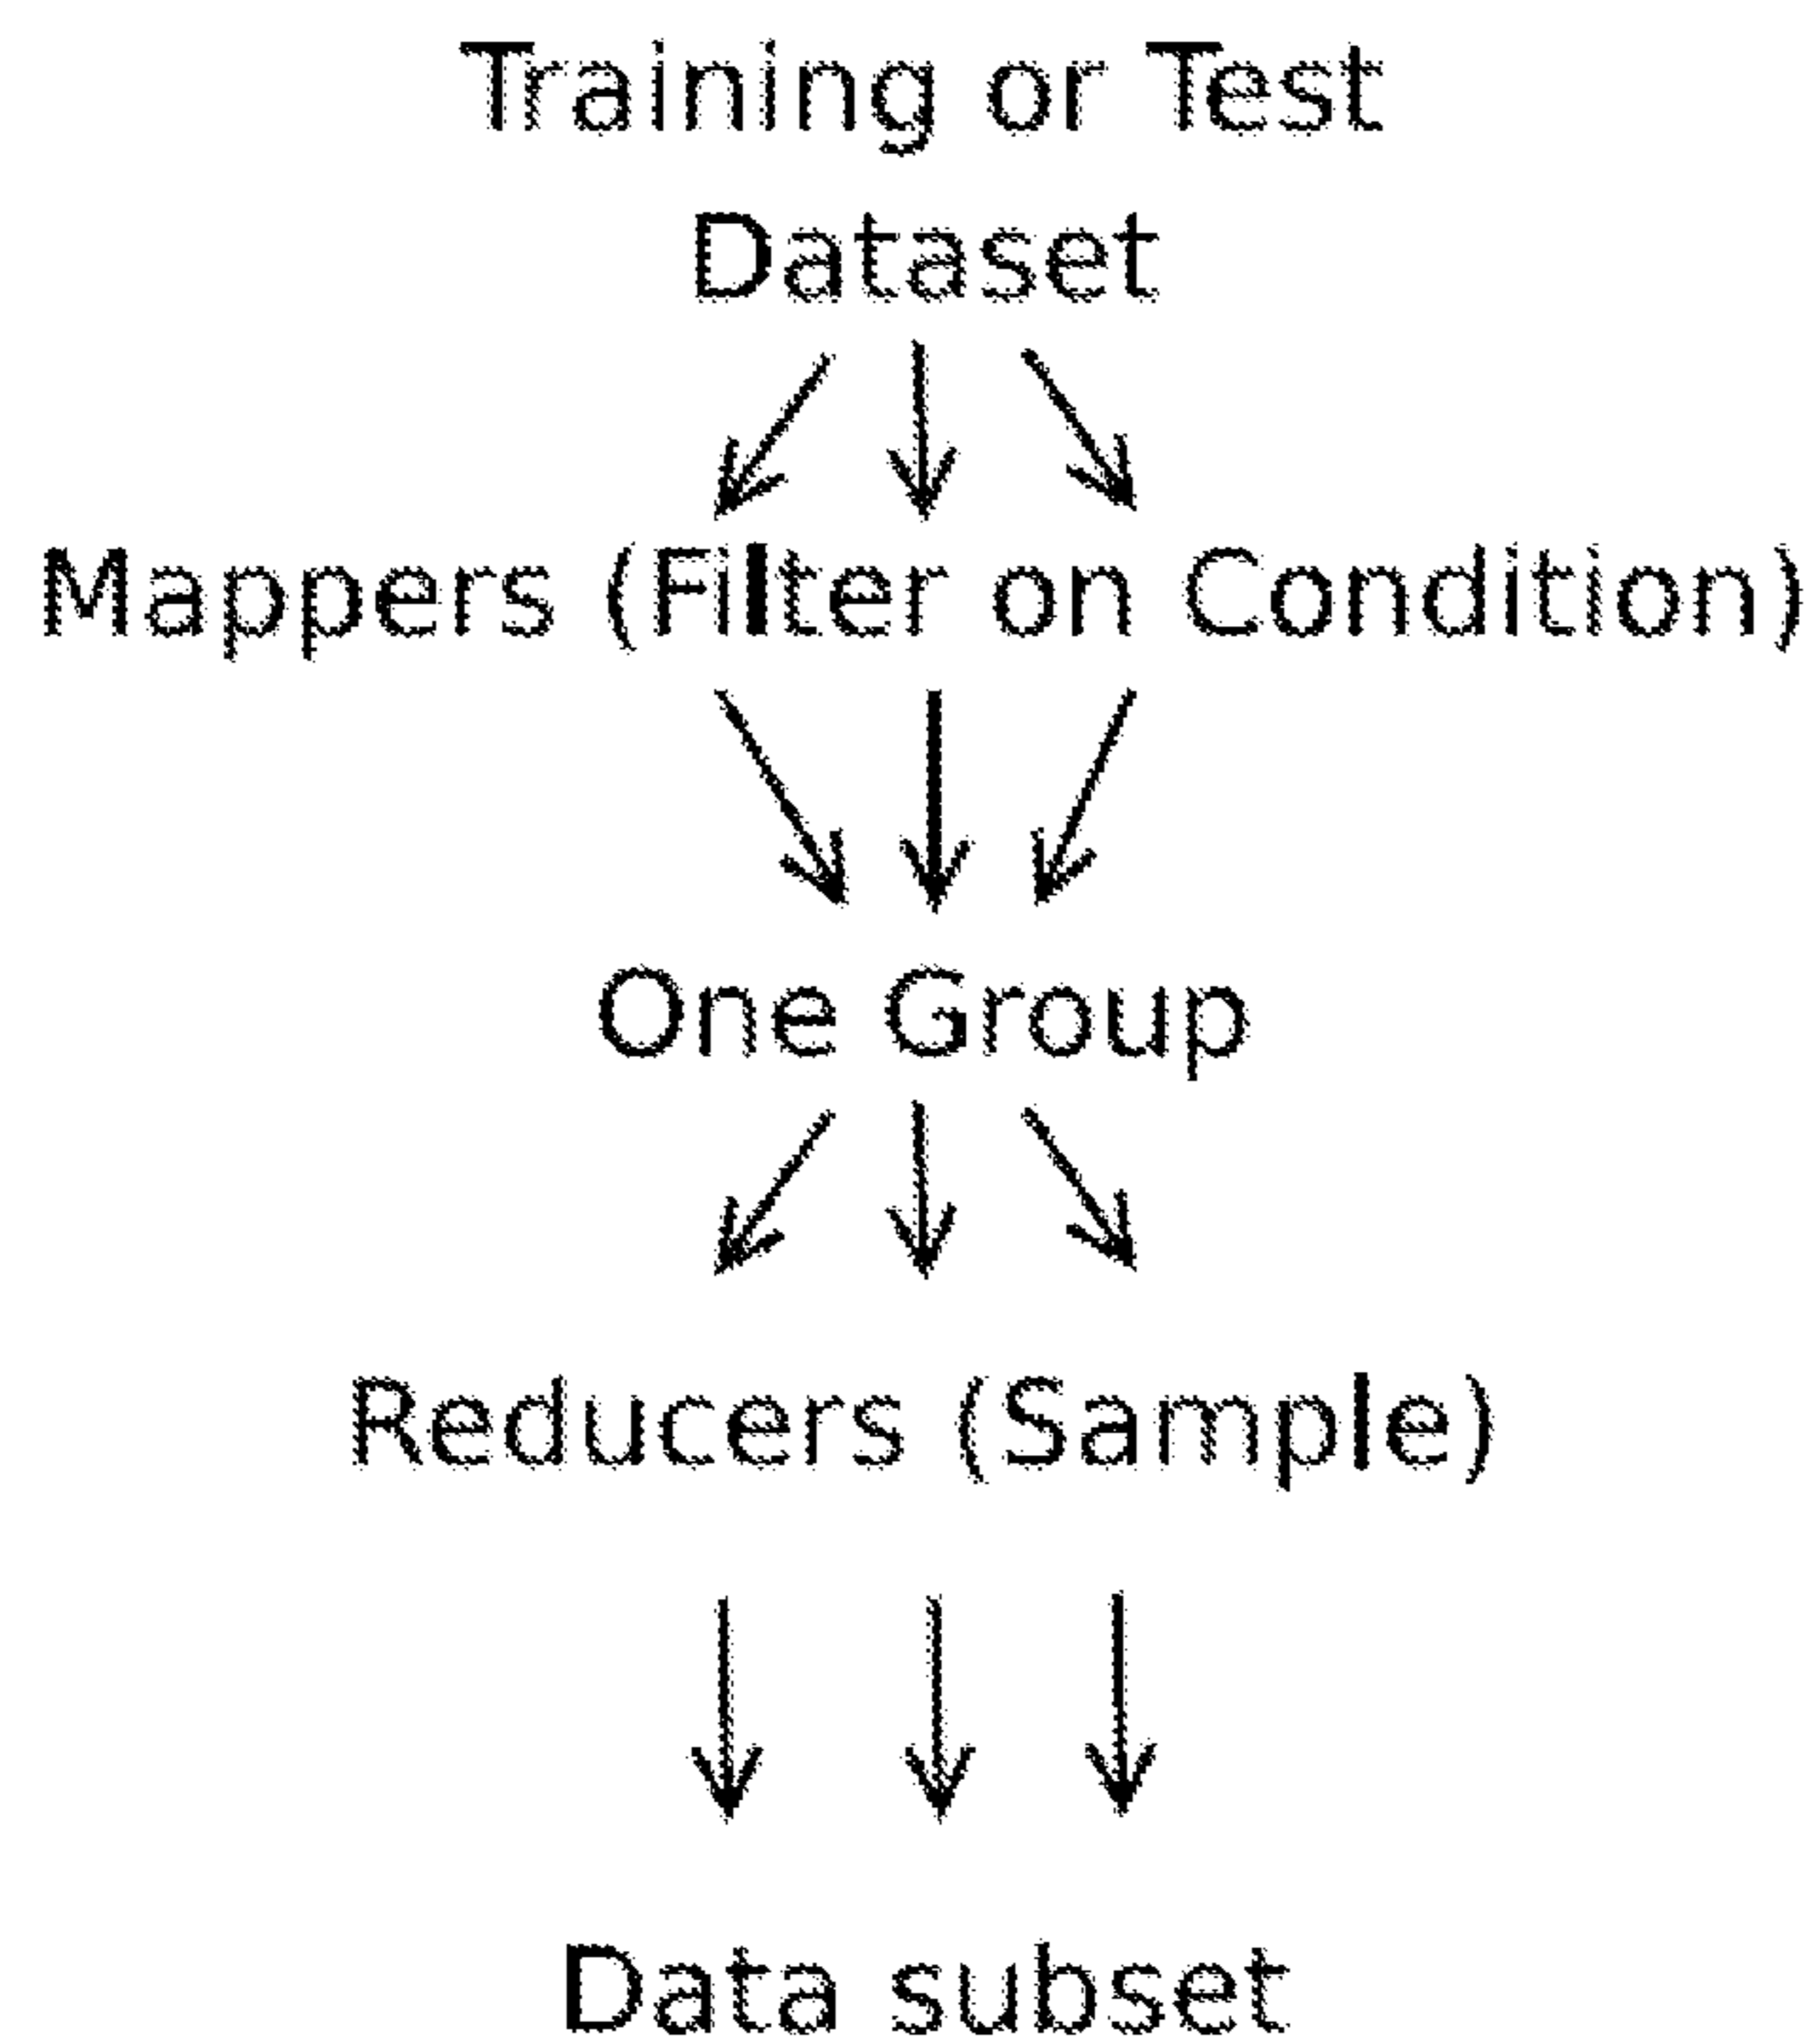 Training or Test
Dataset
Mappers (Filter on Condition)
One Group
Reducers (Sample)
Data subset